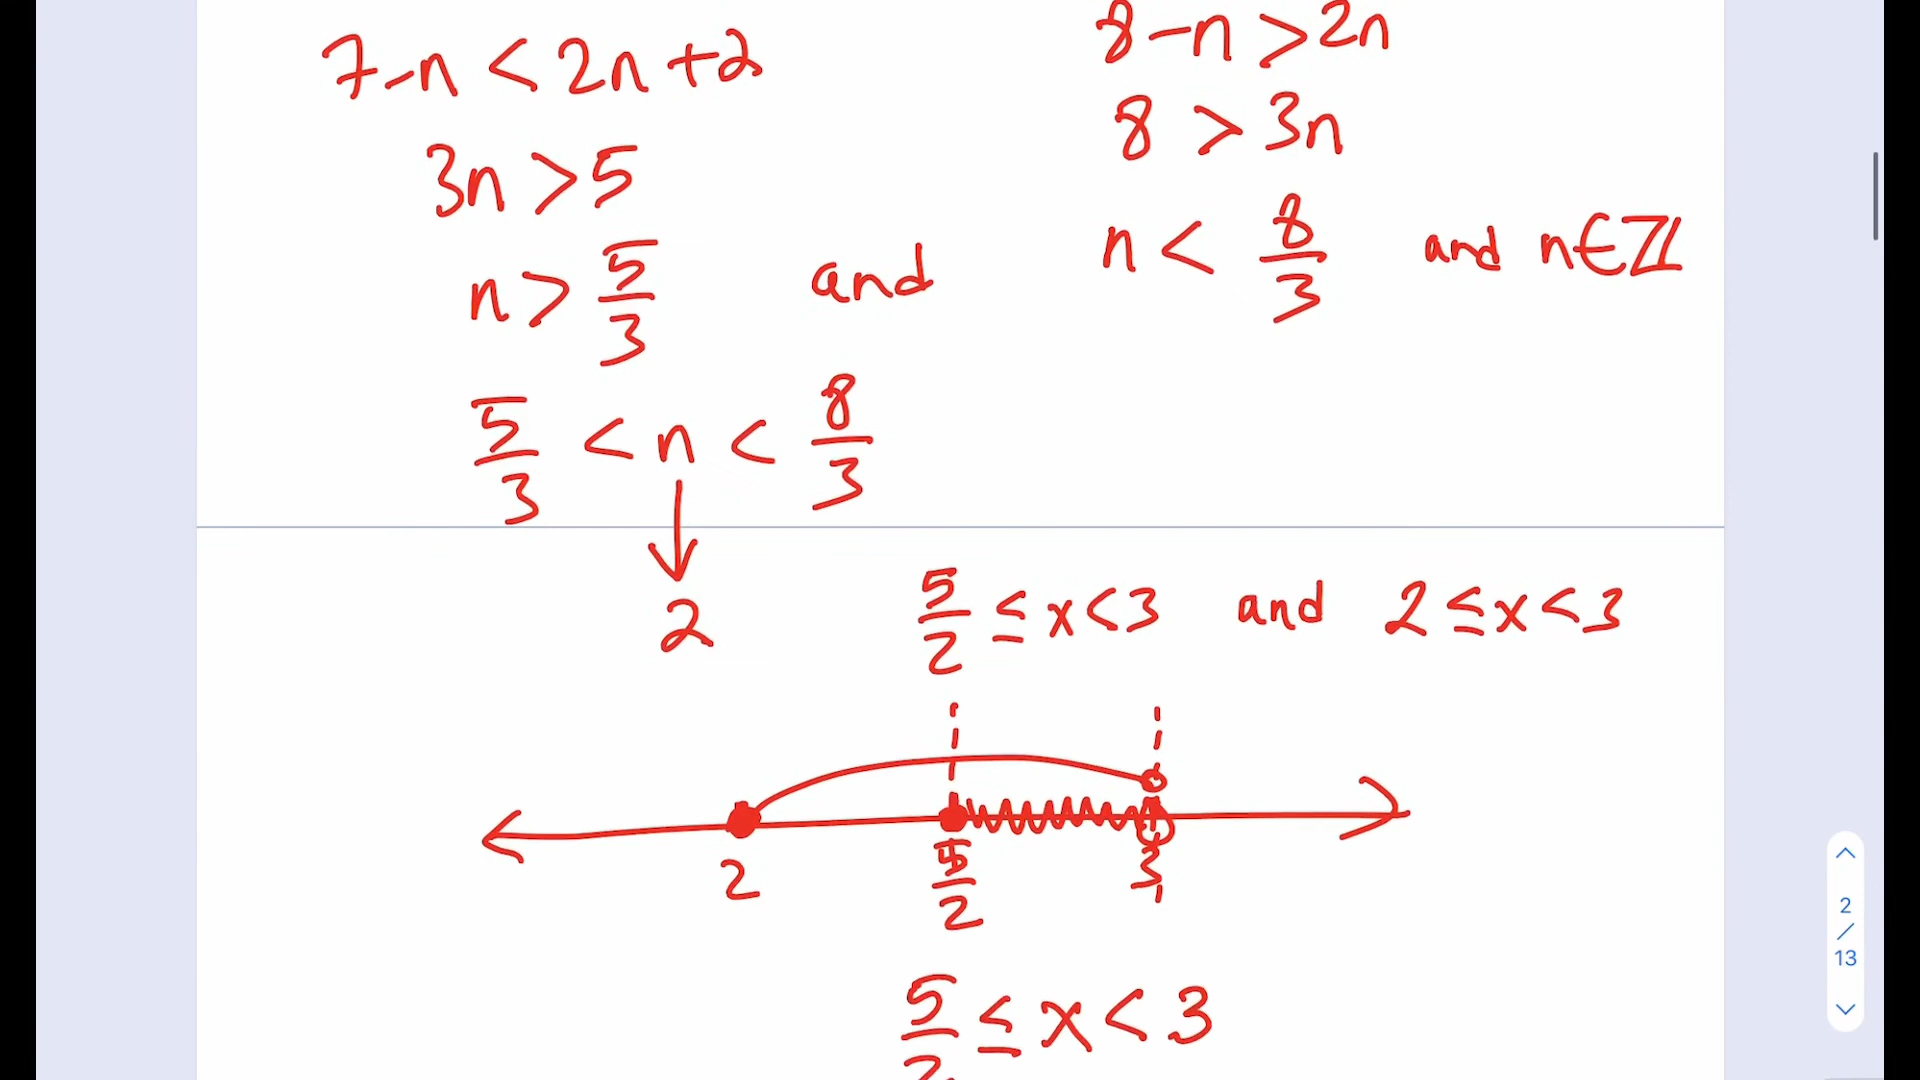 7-n < 2n+2
3n > 5
n > 5/3 and
5/3 < n < 8/3
2
8-n > 2n
8 > 3n
n < 8/3 and n∈ℤ
5/2 ≤ x < 3 and 2 ≤ x < 3
2 5/2 3
5/2 ≤ x < 3
2
/
13